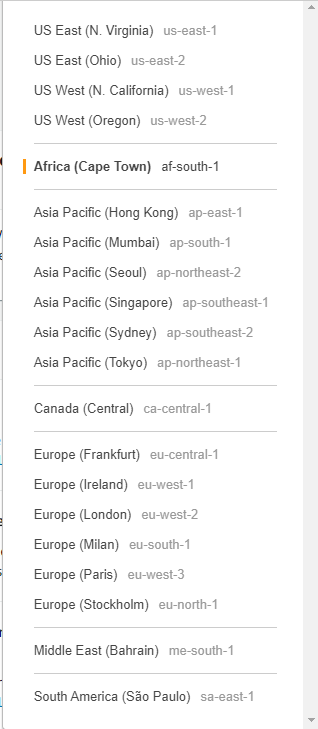 US East (N. Virginia) us-east-1
US East (Ohio) us-east-2
US West (N. California) us-west-1
US West (Oregon) us-west-2
Africa (Cape Town) af-south-1
Asia Pacific (Hong Kong) ap-east-1
Asia Pacific (Mumbai) ap-south-1
Asia Pacific (Seoul) ap-northeast-2
Asia Pacific (Singapore) ap-southeast-1
Asia Pacific (Sydney) ap-southeast-2
Asia Pacific (Tokyo) ap-northeast-1
Canada (Central) ca-central-1
Europe (Frankfurt) eu-central-1
Europe (Ireland) eu-west-1
Europe (London) eu-west-2
Europe (Milan) eu-south-1
Europe (Paris) eu-west-3
Europe (Stockholm) eu-north-1
Middle East (Bahrain) me-south-1
South America (São Paulo) sa-east-1